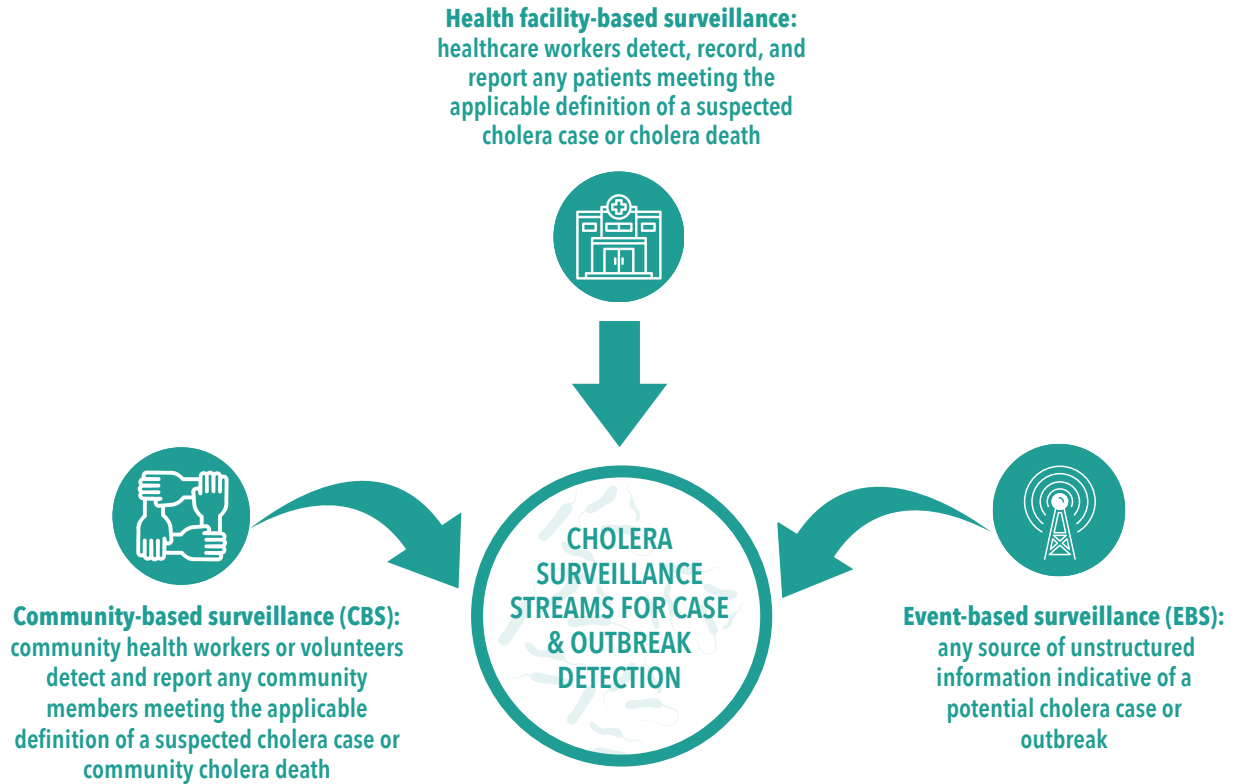 Health facility-based surveillance:
healthcare workers detect, record, and
report any patients meeting the
applicable definition of a suspected
cholera case or cholera death
CHOLERA
SURVEILLANCE
STREAMS FOR CASE
& OUTBREAK
DETECTION
Community-based surveillance (CBS):
community health workers or volunteers
detect and report any community
members meeting the applicable
definition of a suspected cholera case or
community cholera death
Event-based surveillance (EBS):
any source of unstructured
information indicative of a
potential cholera case or
outbreak